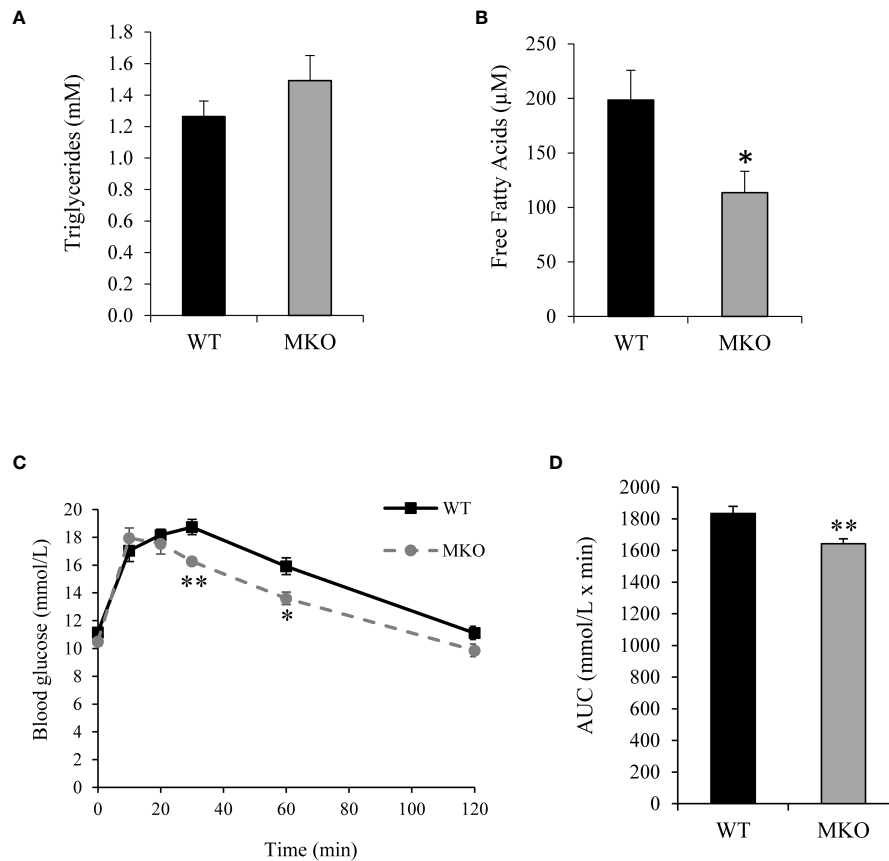 A
Triglycerides (mM)
1.8
1.6
1.4
1.2
1.0
0.8
0.6
0.4
0.2
0.0
WT MKO
B
Free Fatty Acids (µM)
250
200
150
100
50
0
*
WT MKO
C
Blood glucose (mmol/L)
20
18
16
14
12
10
8
6
4
2
0
WT
MKO
**
*
0 20 40 60 80 100 120
Time (min)
D
AUC (mmol/L x min)
2000
1800
1600
1400
1200
1000
800
600
400
200
0
**
WT MKO